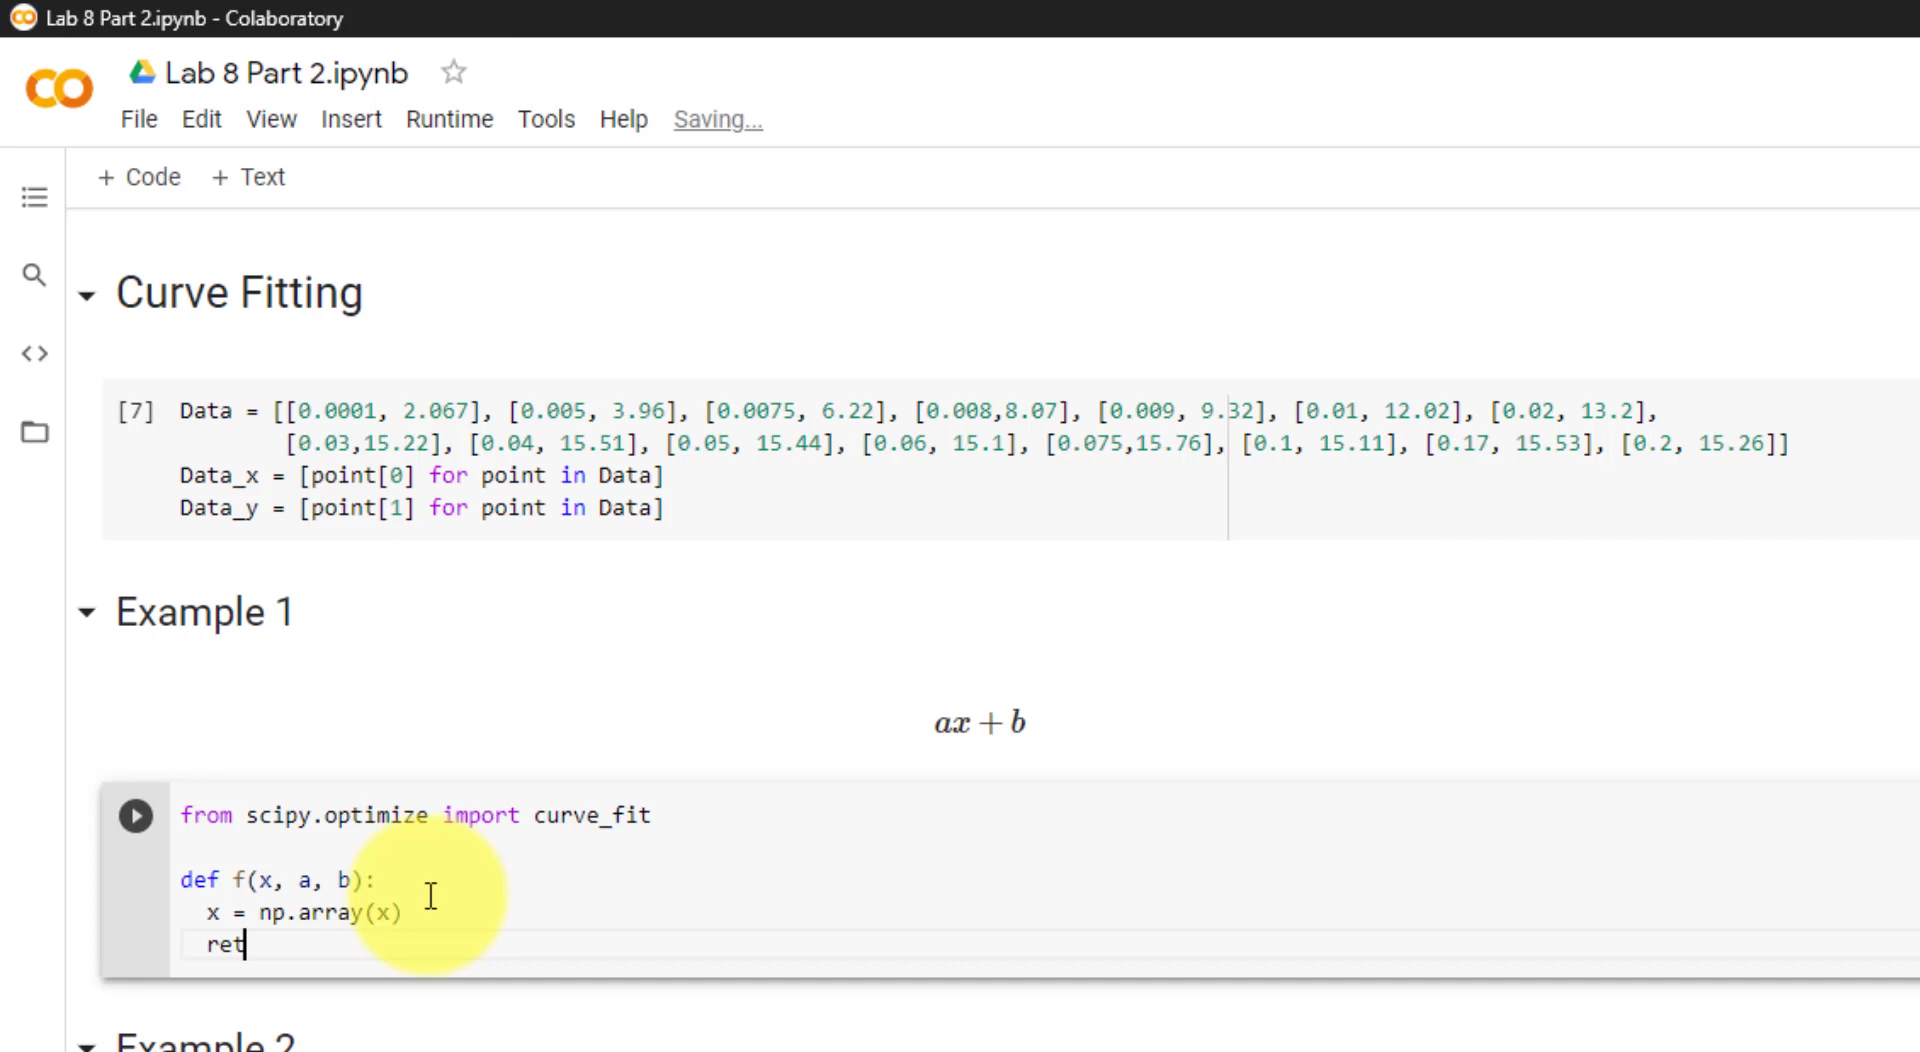 Lab 8 Part 2.ipynb - Colaboratory
Lab 8 Part 2.ipynb
File Edit View Insert Runtime Tools Help Saving...
+ Code + Text
Curve Fitting
[7] Data = [[0.0001, 2.067], [0.005, 3.96], [0.0075, 6.22], [0.008,8.07], [0.009, 9.32], [0.01, 12.02], [0.02, 13.2],
[0.03,15.22], [0.04, 15.51], [0.05, 15.44], [0.06, 15.1], [0.075,15.76], [0.1, 15.11], [0.17, 15.53], [0.2, 15.26]]
Data_x = [point[0] for point in Data]
Data_y = [point[1] for point in Data]
Example 1
ax + b
from scipy.optimize import curve_fit
def f(x, a, b):
x = np.array(x)
ret
Example 2